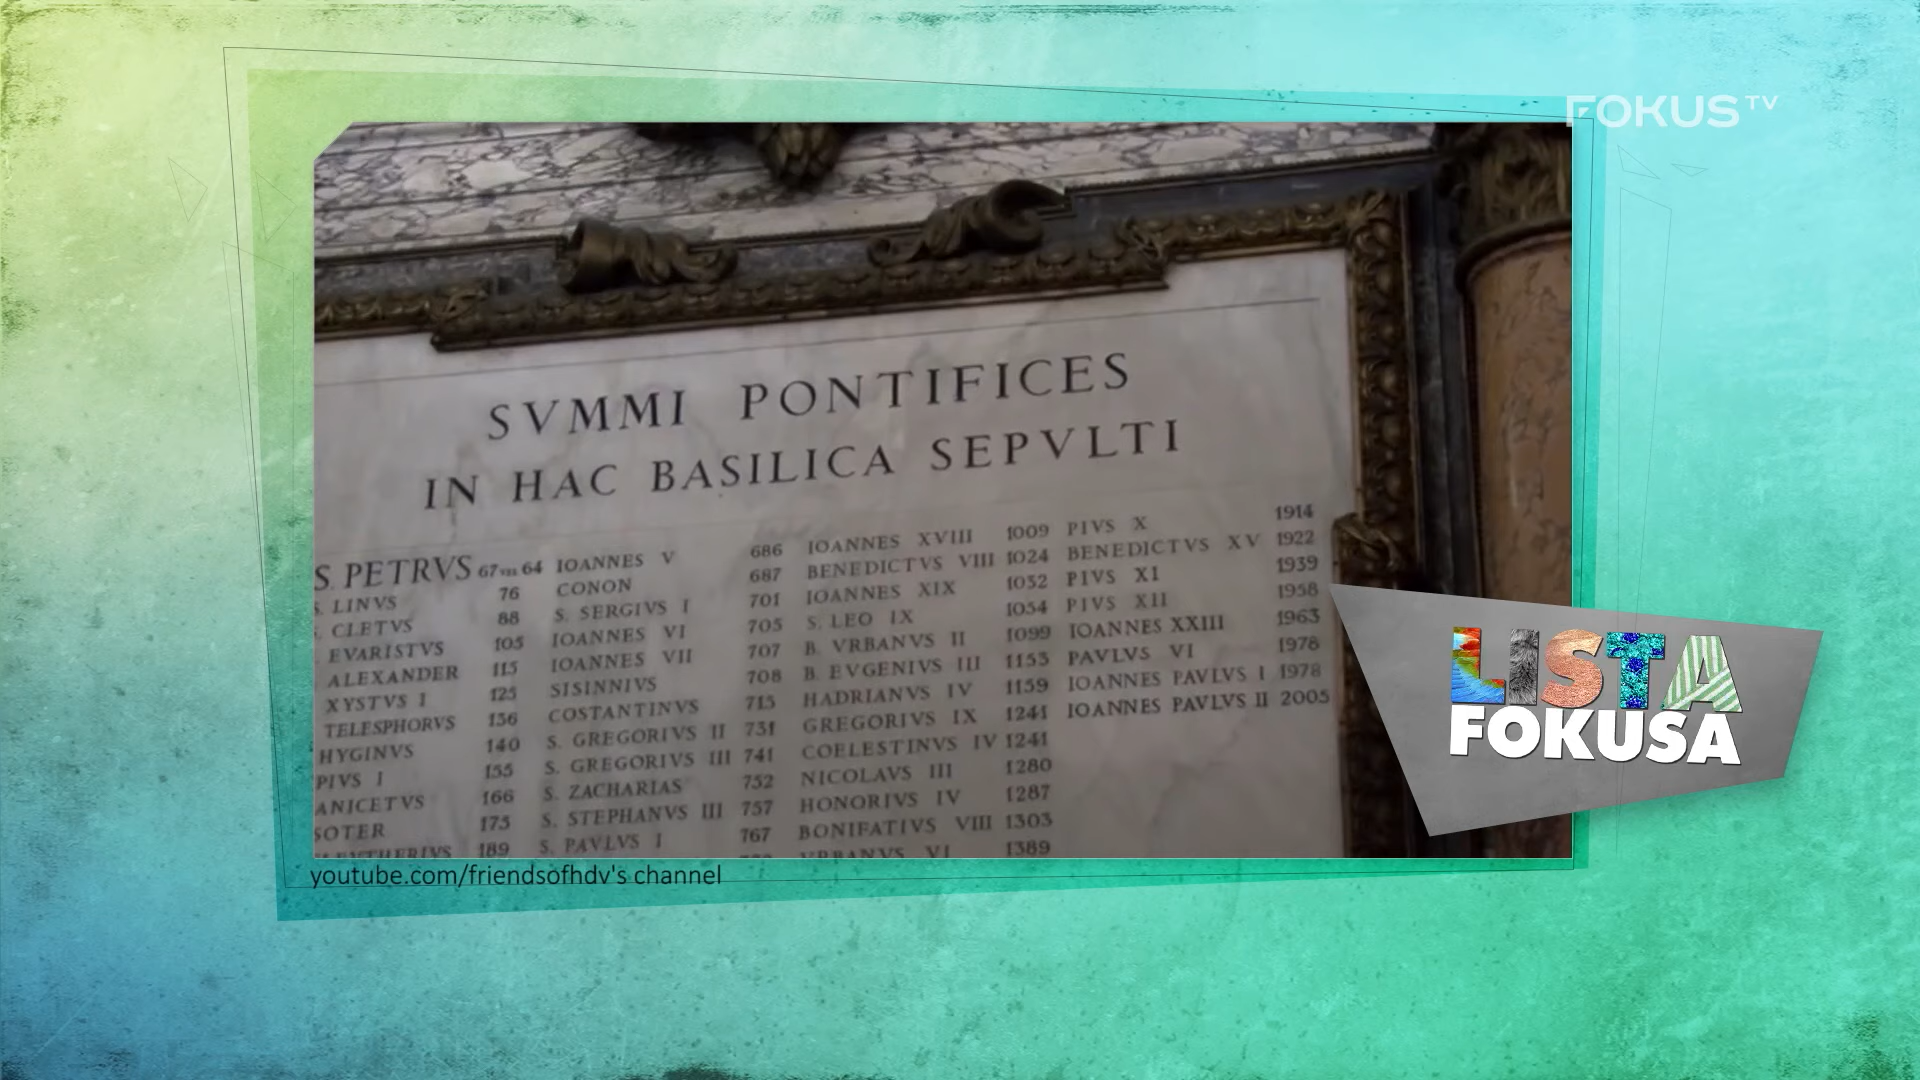 FOKUS TV
SVMMI PONTIFICES
IN HAC BASILICA SEPVLTI
S. PETRVS 67 vel 64
S. LINVS 76
CLETVS 88
EVARISTVS 105
ALEXANDER 115
XYSTVS I 125
TELESPHORVS 136
HYGINVS 140
PIVS I 155
ANICETVS 166
SOTER 175
189
IOANNES V 686
CONON 687
S. SERGIVS I 701
IOANNES VI 705
IOANNES VII 707
SISINNIVS 708
COSTANTINVS 715
S. GREGORIVS II 731
S. GREGORIVS III 741
S. ZACHARIAS 752
S. STEPHANVS III 757
S. PAVLVS I 767
IOANNES XVIII 1009
BENEDICTVS VIII 1024
IOANNES XIX 1032
S. LEO IX 1054
B. VRBANVS II 1099
B. EVGENIVS III 1153
HADRIANVS IV 1159
GREGORIVS IX 1241
COELESTINVS IV 1241
NICOLAVS III 1280
HONORIVS IV 1287
BONIFATIVS VIII 1303
VRBANVS VI 1389
PIVS X 1914
BENEDICTVS XV 1922
PIVS XI 1939
PIVS XII 1958
IOANNES XXIII 1963
PAVLVS VI 1978
IOANNES PAVLVS I 1978
IOANNES PAVLVS II 2005
LISTA
FOKUSA
youtube.com/friendsofhdv's channel